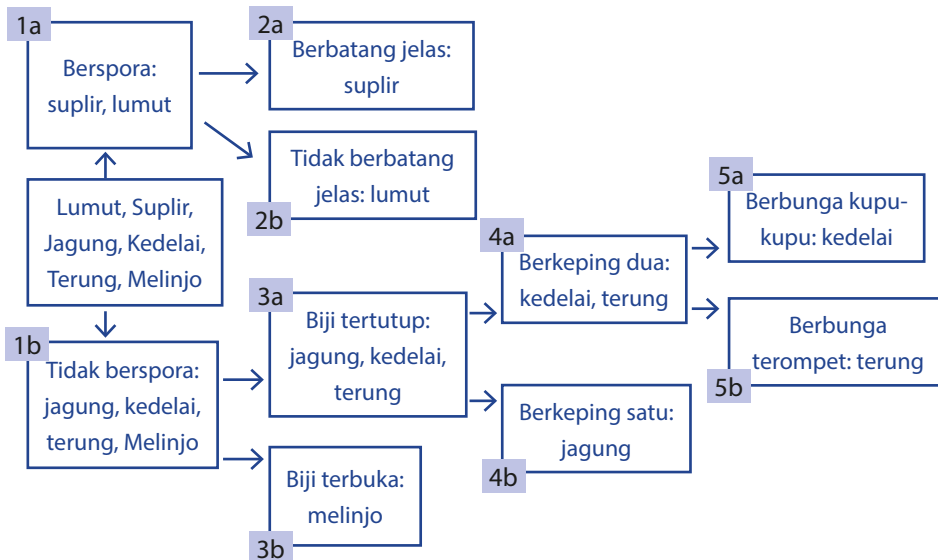 1a
Berspora:
suplir, lumut
2a
Berbatang jelas:
suplir
Tidak berbatang
jelas: lumut
2b
Lumut, Suplir,
Jagung, Kedelai,
Terung, Melinjo
1b
Tidak berspora:
jagung, kedelai,
terung, Melinjo
3a
Biji tertutup:
jagung, kedelai,
terung
Biji terbuka:
melinjo
3b
4a
Berkeping dua:
kedelai, terung
Berkeping satu:
jagung
4b
5a
Berbunga kupu-
kupu: kedelai
Berbunga
terompet: terung
5b